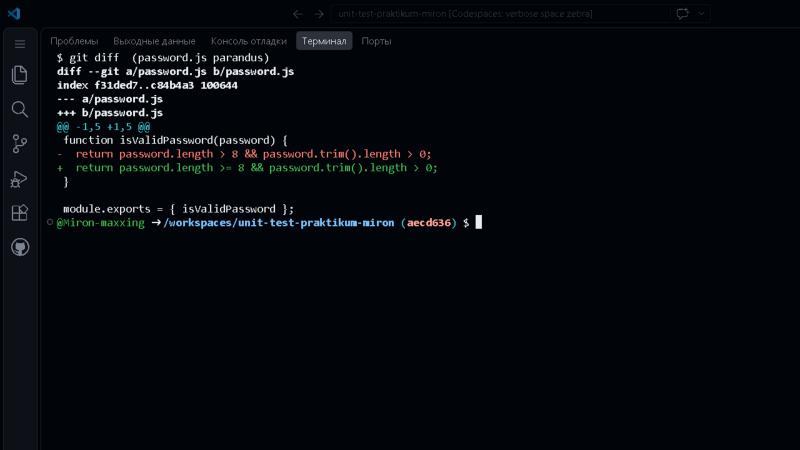 unit-test-praktikum-miron [Codespaces: verbose space zebra]
Проблемы Выходные данные Консоль отладки Терминал Порты
$ git diff  (password.js parandus)
diff --git a/password.js b/password.js
index f31ded7..c84b4a3 100644
--- a/password.js
+++ b/password.js
@@ -1,5 +1,5 @@
 function isValidPassword(password) {
-  return password.length > 8 && password.trim().length > 0;
+  return password.length >= 8 && password.trim().length > 0;
 }
 module.exports = { isValidPassword };
@Miron-maxxing →/workspaces/unit-test-praktikum-miron (aecd636) $